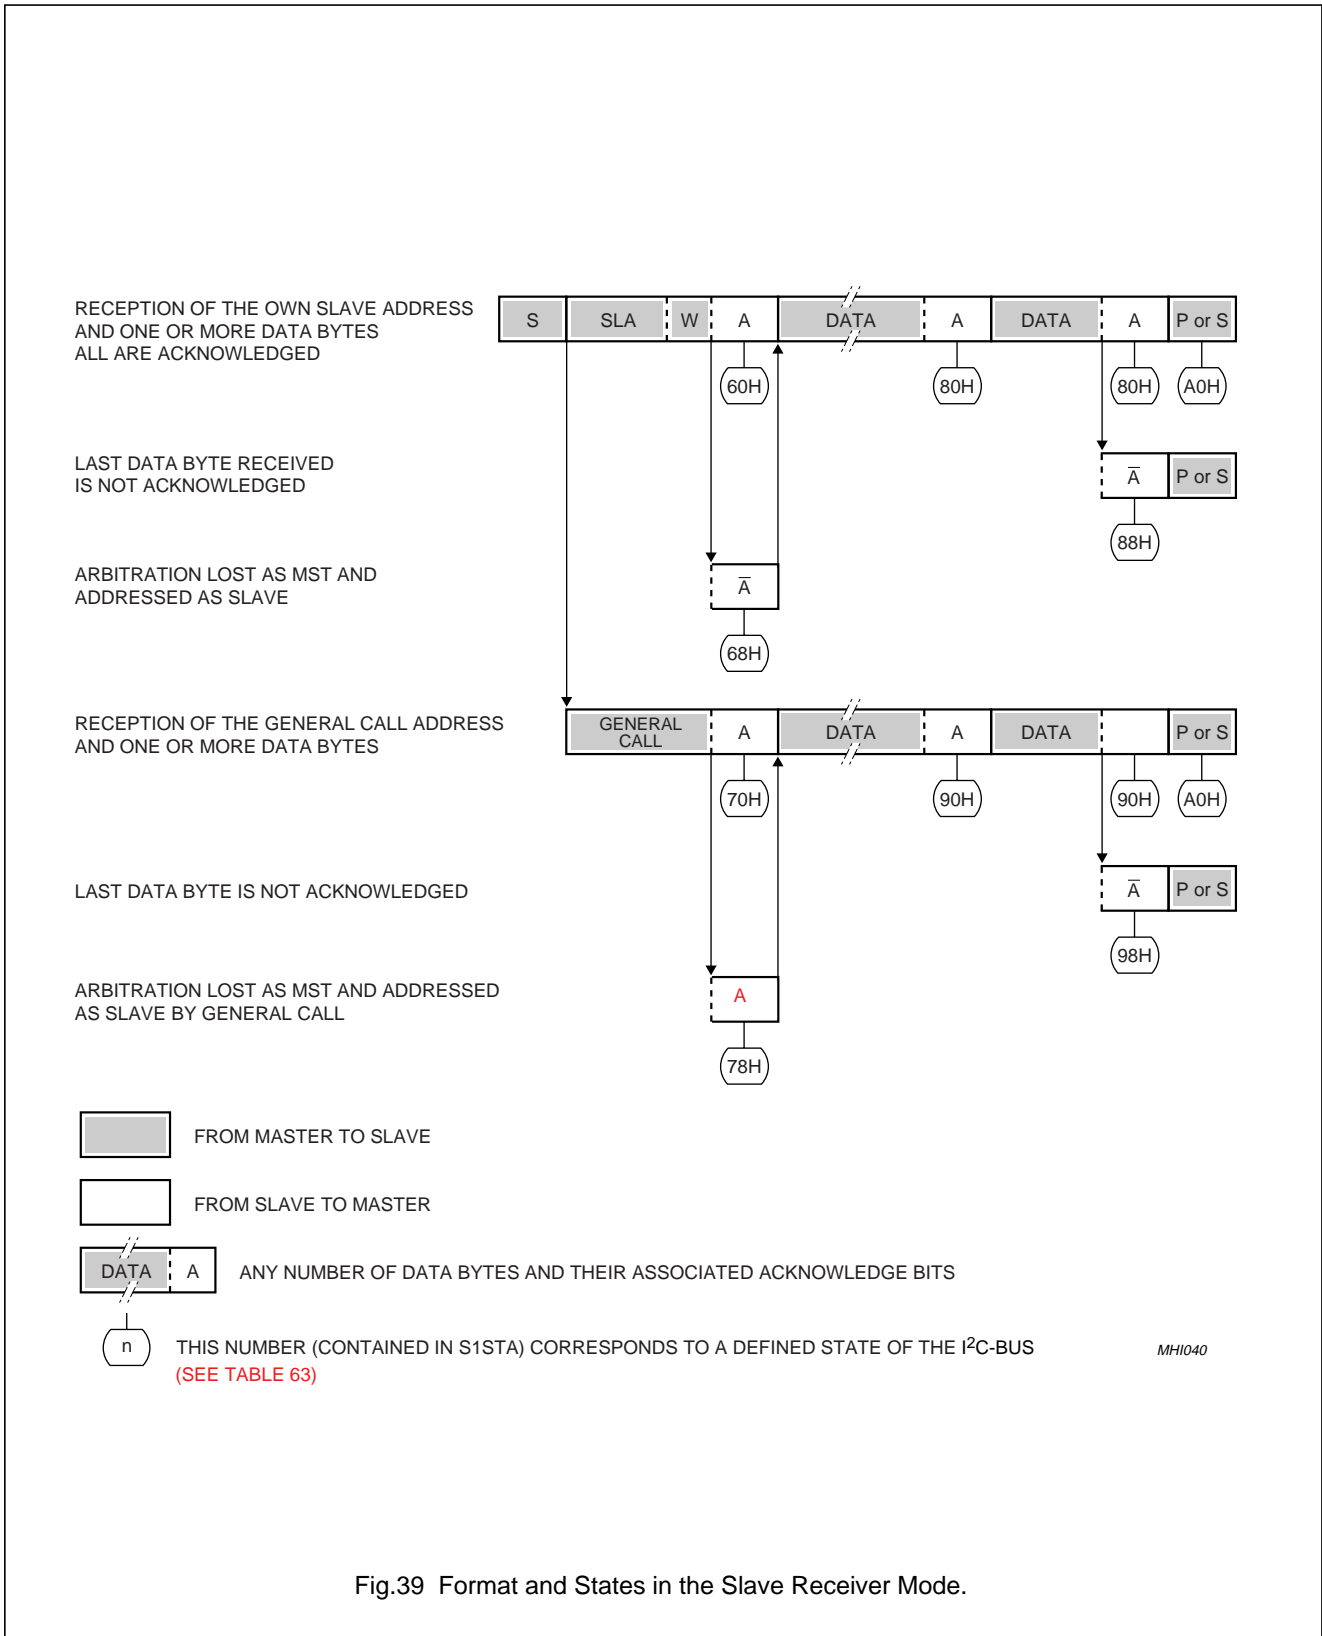 RECEPTION OF THE OWN SLAVE ADDRESS
AND ONE OR MORE DATA BYTES
ALL ARE ACKNOWLEDGED
S SLA W A DATA A DATA A P or S
60H 80H 80H A0H
LAST DATA BYTE RECEIVED
IS NOT ACKNOWLEDGED
A̅ P or S
88H
ARBITRATION LOST AS MST AND
ADDRESSED AS SLAVE
A̅
68H
RECEPTION OF THE GENERAL CALL ADDRESS
AND ONE OR MORE DATA BYTES
GENERAL
CALL
A DATA A DATA P or S
70H 90H 90H A0H
LAST DATA BYTE IS NOT ACKNOWLEDGED
A̅ P or S
98H
ARBITRATION LOST AS MST AND ADDRESSED
AS SLAVE BY GENERAL CALL
A
78H
FROM MASTER TO SLAVE
FROM SLAVE TO MASTER
DATA A ANY NUMBER OF DATA BYTES AND THEIR ASSOCIATED ACKNOWLEDGE BITS
n THIS NUMBER (CONTAINED IN S1STA) CORRESPONDS TO A DEFINED STATE OF THE I²C-BUS
(SEE TABLE 63)
MHI040
Fig.39 Format and States in the Slave Receiver Mode.